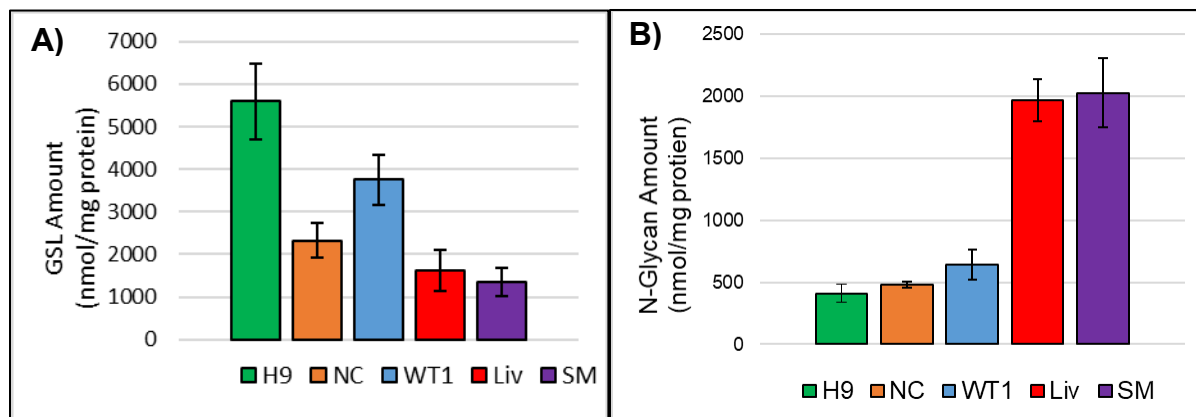 A)
GSL Amount
(nmol/mg protein)
7000
6000
5000
4000
3000
2000
1000
0
H9 NC WT1 Liv SM
B)
N-Glycan Amount
(nmol/mg protien)
2500
2000
1500
1000
500
0
H9 NC WT1 Liv SM